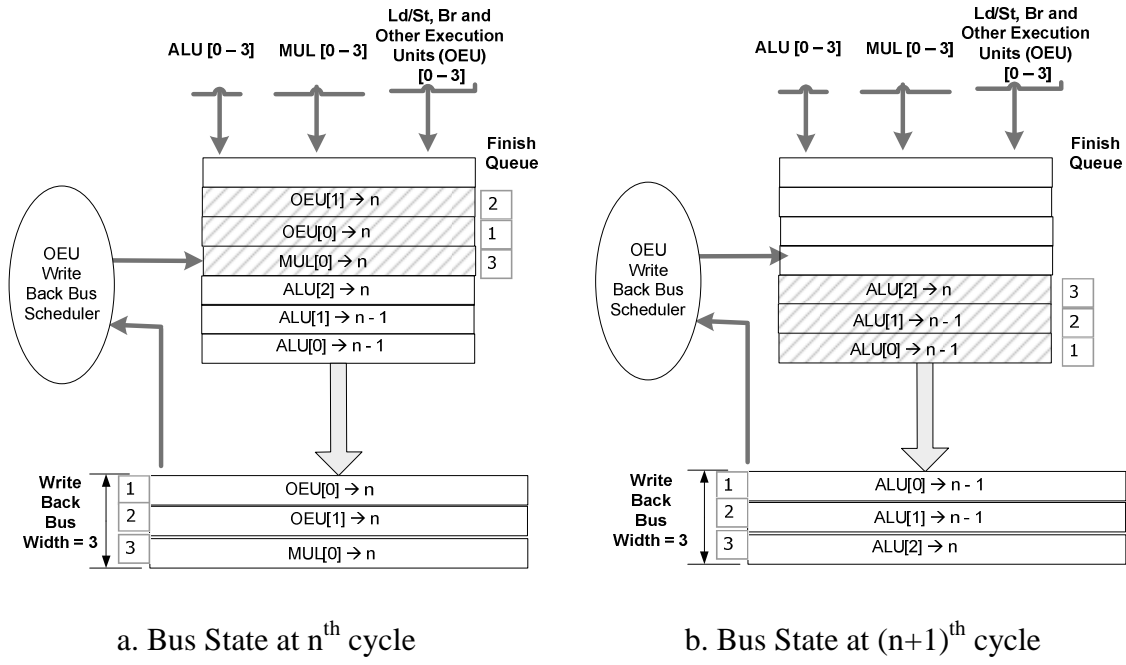 ALU [0 – 3]
MUL [0 – 3]
Ld/St, Br and
Other Execution
Units (OEU)
[0 – 3]
Finish
Queue
OEU[1] → n
2
OEU[0] → n
1
MUL[0] → n
3
ALU[2] → n
ALU[1] → n - 1
ALU[0] → n - 1
OEU
Write
Back Bus
Scheduler
Write
Back
Bus
Width = 3
1
OEU[0] → n
2
OEU[1] → n
3
MUL[0] → n
a. Bus State at nth cycle
ALU [0 – 3]
MUL [0 – 3]
Ld/St, Br and
Other Execution
Units (OEU)
[0 – 3]
Finish
Queue
OEU
Write
Back Bus
Scheduler
ALU[2] → n
3
ALU[1] → n - 1
2
ALU[0] → n - 1
1
Write
Back
Bus
Width = 3
1
ALU[0] → n - 1
2
ALU[1] → n - 1
3
ALU[2] → n
b. Bus State at (n+1)th cycle